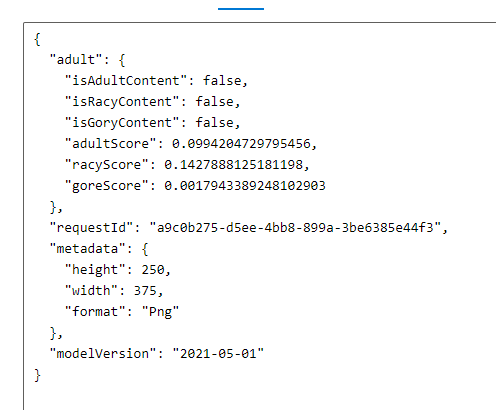 {
"adult": {
"isAdultContent": false,
"isRacyContent": false,
"isGoryContent": false,
"adultScore": 0.0994204729795456,
"racyScore": 0.1427888125181198,
"goreScore": 0.0017943389248102903
},
"requestId": "a9c0b275-d5ee-4bb8-899a-3be6385e44f3",
"metadata": {
"height": 250,
"width": 375,
"format": "Png"
},
"modelVersion": "2021-05-01"
}